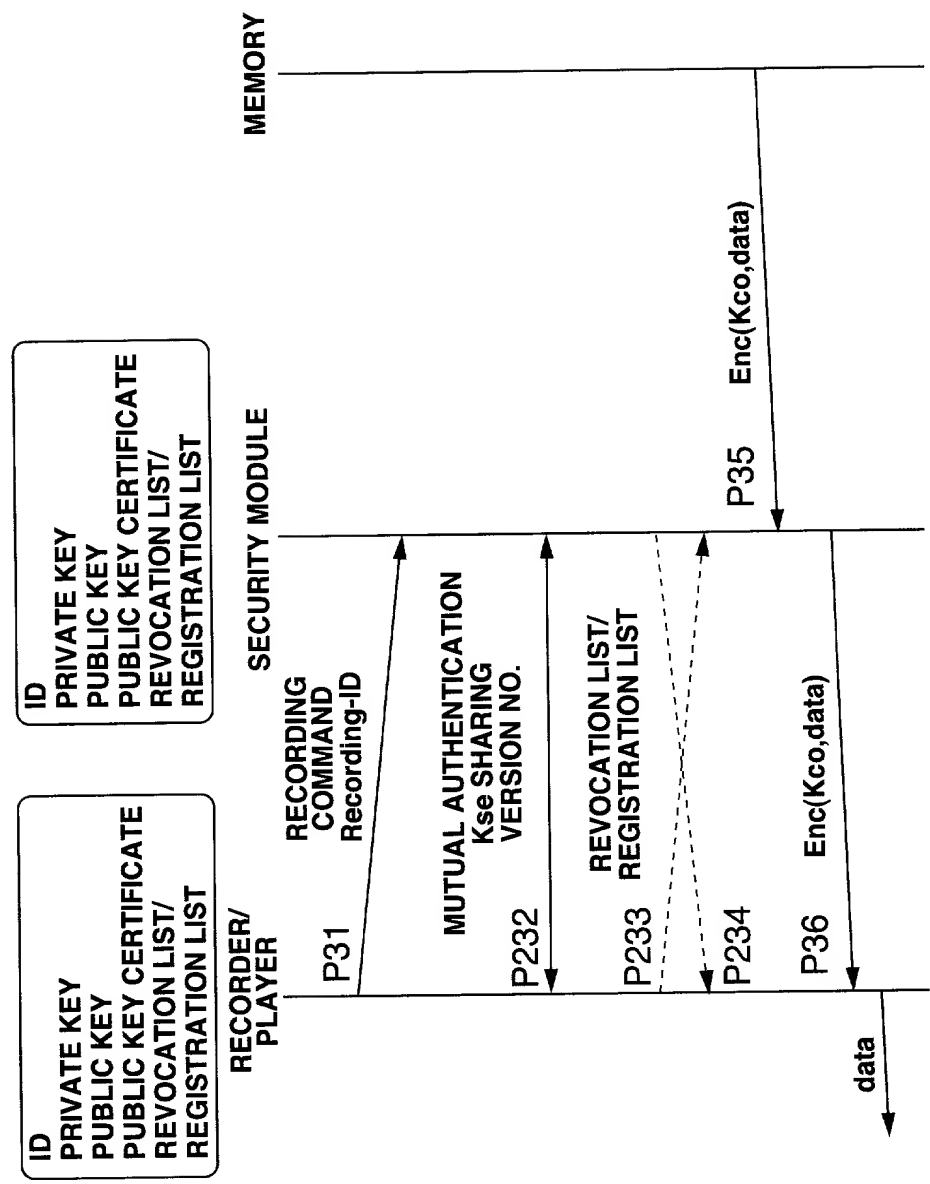 ID
PRIVATE KEY
PUBLIC KEY
PUBLIC KEY CERTIFICATE
REVOCATION LIST/
REGISTRATION LIST
ID
PRIVATE KEY
PUBLIC KEY
PUBLIC KEY CERTIFICATE
REVOCATION LIST/
REGISTRATION LIST
RECORDER/
PLAYER
SECURITY MODULE
MEMORY
P31
RECORDING
COMMAND
Recording-ID
MUTUAL AUTHENTICATION
Kse SHARING
VERSION NO.
P232
REVOCATION LIST/
REGISTRATION LIST
P233
P234
P35
Enc(Kco,data)
P36
Enc(Kco,data)
data